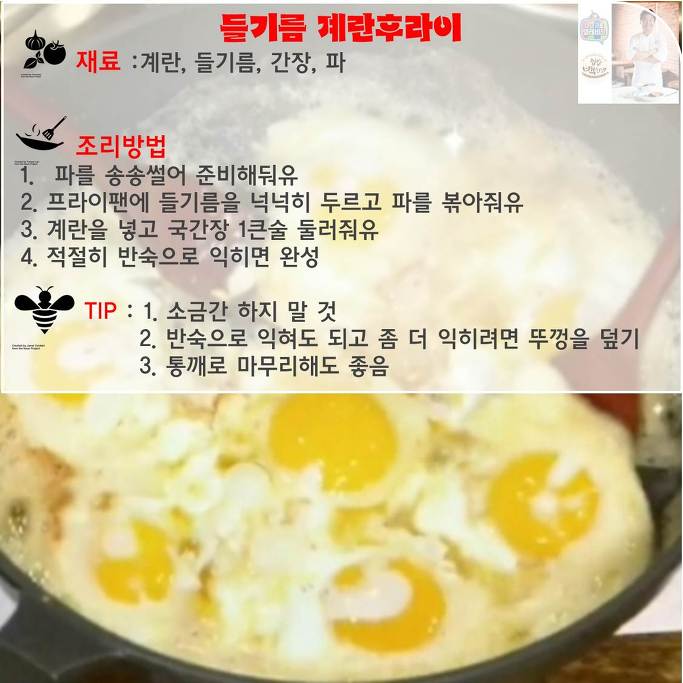 들기름 계란후라이
재료 : 계란, 들기름, 간장, 파
조리방법
1. 파를 송송썰어 준비해둬유
2. 프라이팬에 들기름을 넉넉히 두르고 파를 볶아줘유
3. 계란을 넣고 국간장 1큰술 둘러줘유
4. 적절히 반숙으로 익히면 완성
TIP : 1. 소금간 하지 말 것
2. 반숙으로 익혀도 되고 좀 더 익히려면 뚜껑을 덮기
3. 통깨로 마무리해도 좋음